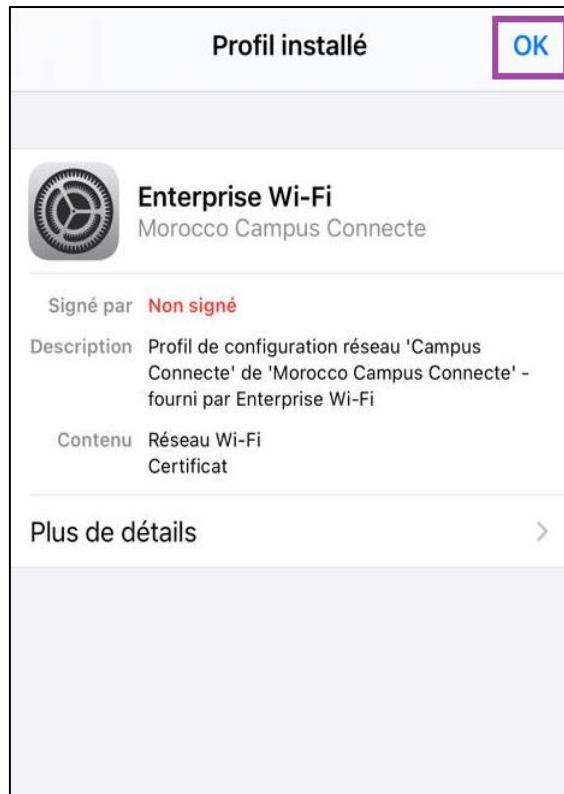 Profil installé
OK
Enterprise Wi-Fi
Morocco Campus Connecte
Signé par Non signé
Description Profil de configuration réseau 'Campus
Connecte' de 'Morocco Campus Connecte' -
fourni par Enterprise Wi-Fi
Contenu Réseau Wi-Fi
Certificat
Plus de détails